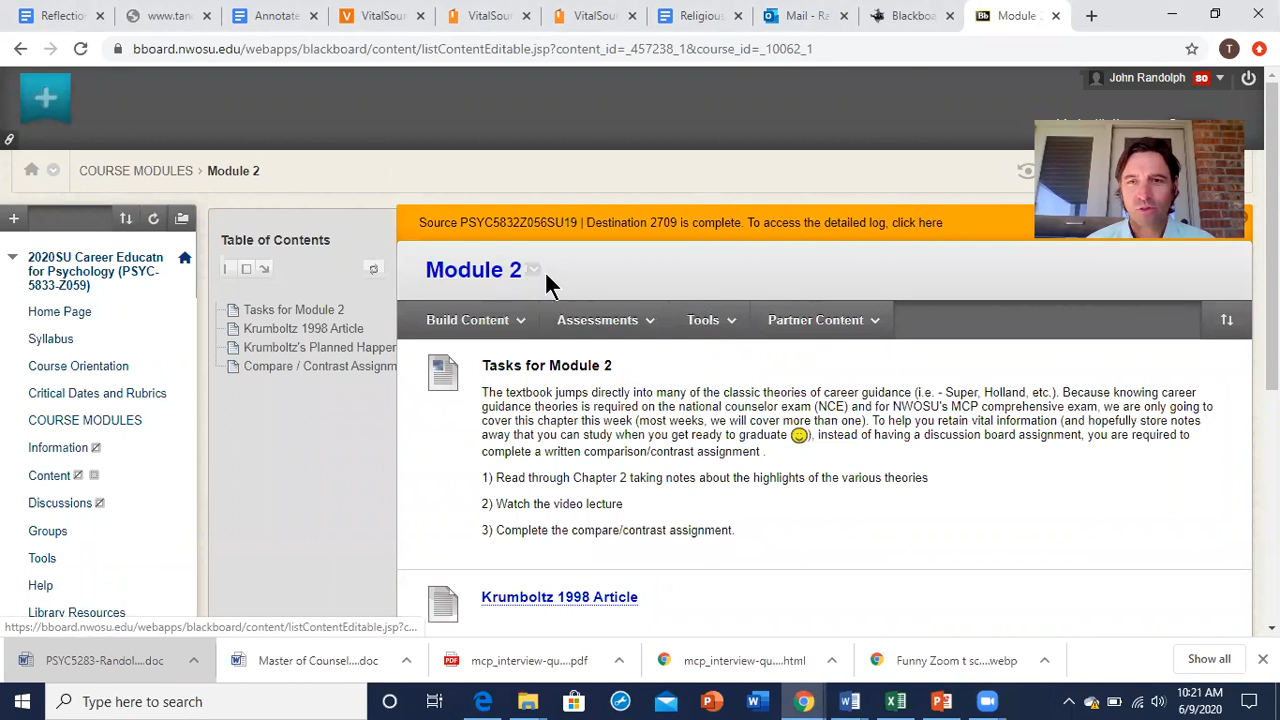 Reflectio
www.tan
Annotate
VitalSour
VitalSour
VitalSour
Religious
Mail - Ra
Blackboa
Module 2
bboard.nwosu.edu/webapps/blackboard/content/listContentEditable.jsp?content_id=_457238_1&course_id=_10062_1
T
John Randolph 80
COURSE MODULES > Module 2
Source PSYC5832Z056SU19 | Destination 2709 is complete. To access the detailed log, click here
Table of Contents
Tasks for Module 2
Krumboltz 1998 Article
Krumboltz's Planned Happer
Compare / Contrast Assignm
2020SU Career Educatn
for Psychology (PSYC-
5833-Z059)
Home Page
Syllabus
Course Orientation
Critical Dates and Rubrics
COURSE MODULES
Information
Content
Discussions
Groups
Tools
Help
Library Resources
Module 2
Build Content
Assessments
Tools
Partner Content
Tasks for Module 2
The textbook jumps directly into many of the classic theories of career guidance (i.e. - Super, Holland, etc.). Because knowing career
guidance theories is required on the national counselor exam (NCE) and for NWOSU's MCP comprehensive exam, we are only going to
cover this chapter this week (most weeks, we will cover more than one). To help you retain vital information (and hopefully store notes
away that you can study when you get ready to graduate), instead of having a discussion board assignment, you are required to
complete a written comparison/contrast assignment .
1) Read through Chapter 2 taking notes about the highlights of the various theories
2) Watch the video lecture
3) Complete the compare/contrast assignment.
Krumboltz 1998 Article
https://bboard.nwosu.edu/webapps/blackboard/content/listContentEditable.jsp?c...
PSYC5283-Randol....doc
Master of Counsel....doc
mcp_interview-qu....pdf
mcp_interview-qu....html
Funny Zoom t sc....webp
Show all
Type here to search
10:21 AM
6/9/2020